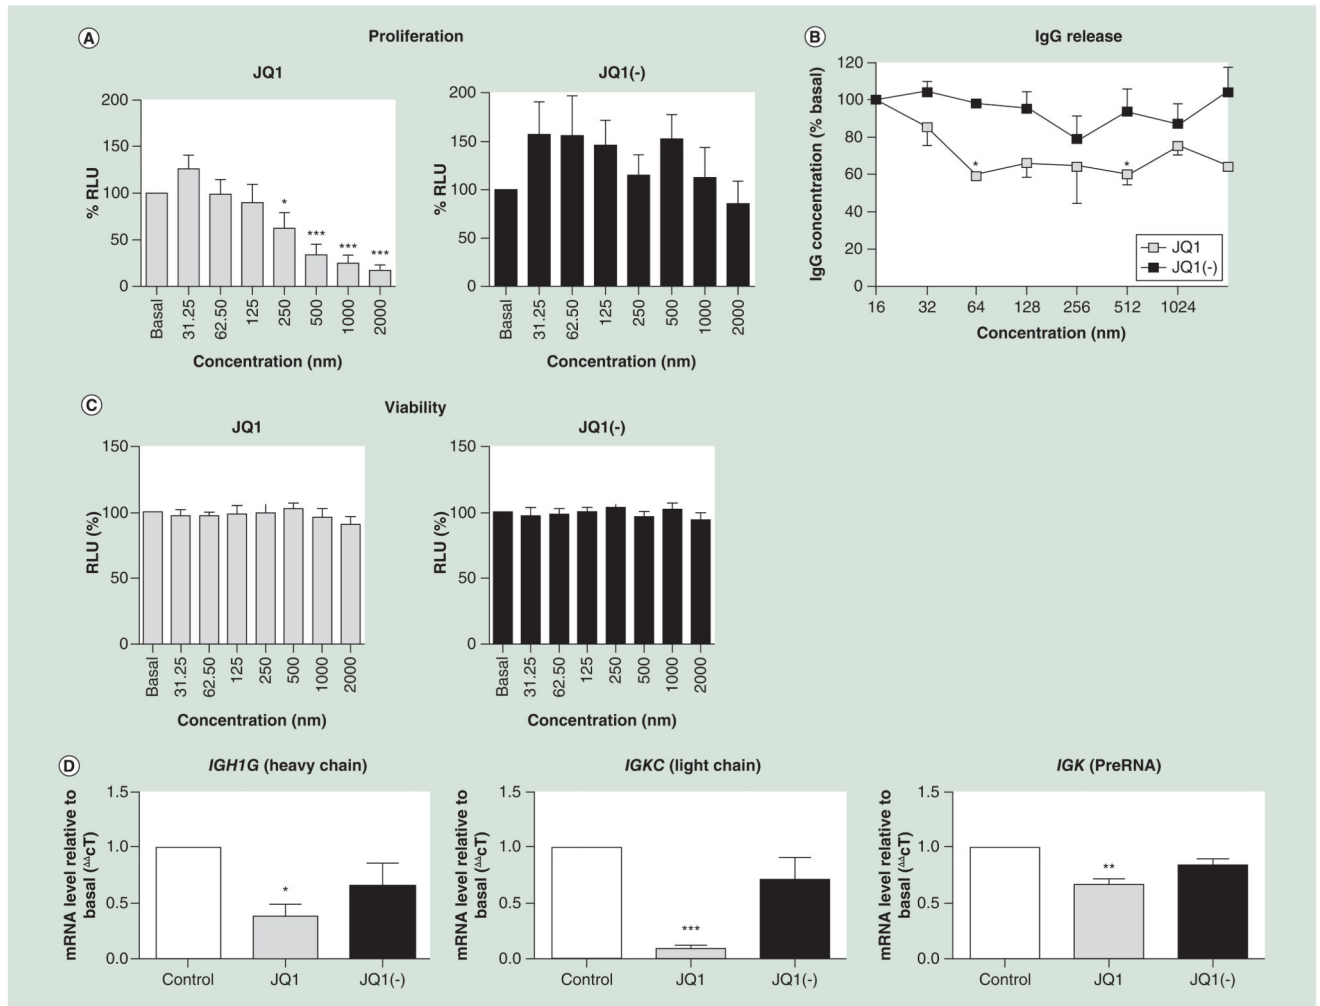 A
Proliferation
JQ1
200
150
100
50
0
% RLU
*
***
***
***
Basal
31.25
62.50
125
250
500
1000
2000
Concentration (nm)
JQ1(-)
200
150
100
50
0
% RLU
Basal
31.25
62.50
125
250
500
1000
2000
Concentration (nm)
B
IgG release
120
100
80
60
40
20
0
IgG concentration (% basal)
*
*
JQ1
JQ1(-)
16 32 64 128 256 512 1024
Concentration (nm)
C
Viability
JQ1
150
100
50
0
RLU (%)
Basal
31.25
62.50
125
250
500
1000
2000
Concentration (nm)
JQ1(-)
150
100
50
0
RLU (%)
Basal
31.25
62.50
125
250
500
1000
2000
Concentration (nm)
D
IGH1G (heavy chain)
1.5
1.0
0.5
0.0
mRNA level relative to
basal (ΔΔcT)
*
Control JQ1 JQ1(-)
IGKC (light chain)
1.5
1.0
0.5
0.0
mRNA level relative to
basal (ΔΔcT)
***
Control JQ1 JQ1(-)
IGK (PreRNA)
1.5
1.0
0.5
0.0
mRNA level relative to
basal (ΔΔcT)
**
Control JQ1 JQ1(-)